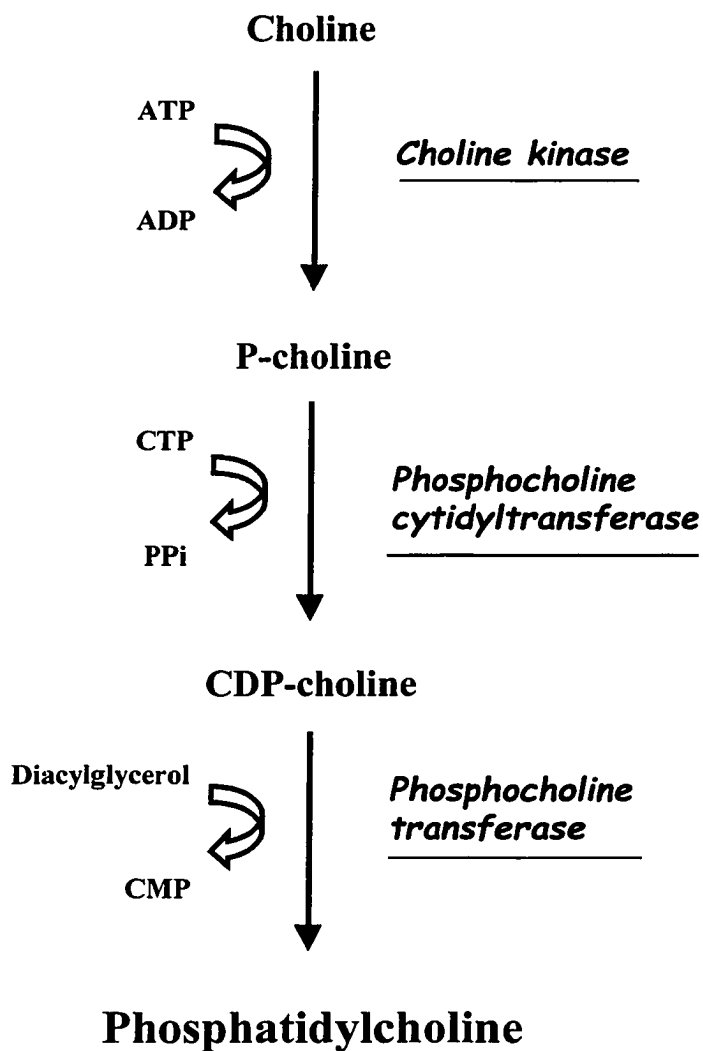 Choline
ATP
Choline kinase
ADP
P-choline
CTP
Phosphocholine
cytidyltransferase
PPi
CDP-choline
Diacylglycerol
Phosphocholine
transferase
CMP
Phosphatidylcholine